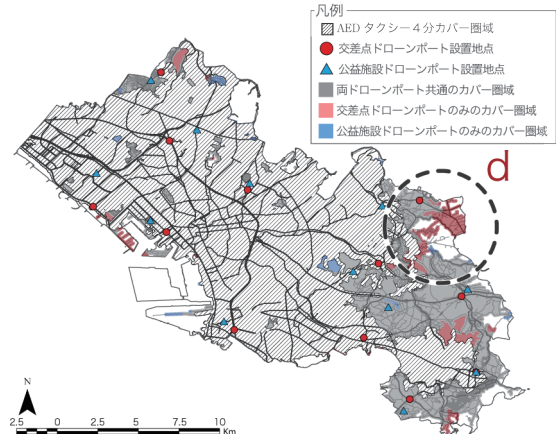 凡例
AEDタクシー４分カバー圏域
交差点ドローンポート設置地点
公益施設ドローンポート設置地点
両ドローンポート共通のカバー圏域
交差点ドローンポートのみのカバー圏域
公益施設ドローンポートのみのカバー圏域
d
N
2.5 0 2.5 5 7.5 10
Km